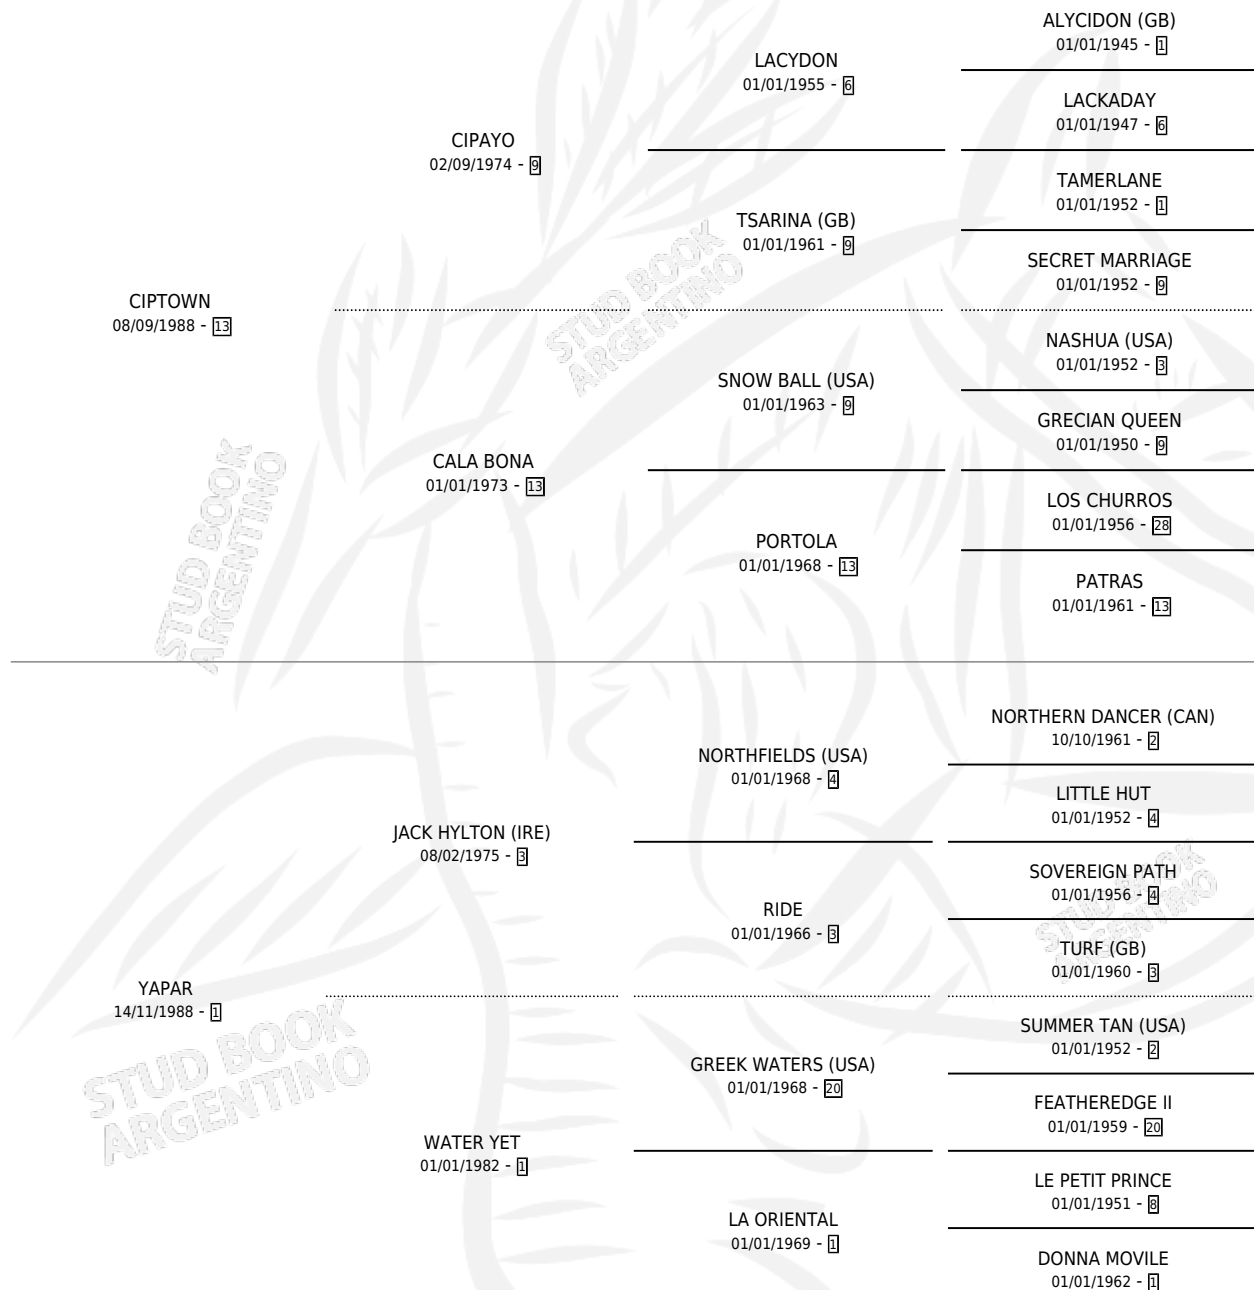 ALYCIDON (GB)
01/01/1945 - 1
LACYDON
01/01/1955 - 6
LACKADAY
01/01/1947 - 6
CIPAYO
02/09/1974 - 9
TAMERLANE
01/01/1952 - 1
TSARINA (GB)
01/01/1961 - 9
SECRET MARRIAGE
01/01/1952 - 9
CIPTOWN
08/09/1988 - 13
STUD BOOK
ARGENTINO
NASHUA (USA)
01/01/1952 - 3
SNOW BALL (USA)
01/01/1963 - 9
GRECIAN QUEEN
01/01/1950 - 9
CALA BONA
01/01/1973 - 13
LOS CHURROS
01/01/1956 - 28
PORTOLA
01/01/1968 - 13
PATRAS
01/01/1961 - 13
STUD BOOK
ARGENTINO
NORTHERN DANCER (CAN)
10/10/1961 - 2
NORTHFIELDS (USA)
01/01/1968 - 4
LITTLE HUT
01/01/1952 - 4
JACK HYLTON (IRE)
08/02/1975 - 3
SOVEREIGN PATH
01/01/1956 - 4
RIDE
01/01/1966 - 3
TURF (GB)
01/01/1960 - 3
STUD BOOK
ARGENTINO
YAPAR
14/11/1988 - 1
SUMMER TAN (USA)
01/01/1952 - 2
GREEK WATERS (USA)
01/01/1968 - 20
FEATHEREDGE II
01/01/1959 - 20
STUD BOOK
ARGENTINO
WATER YET
01/01/1982 - 1
LE PETIT PRINCE
01/01/1951 - 8
LA ORIENTAL
01/01/1969 - 1
DONNA MOVILE
01/01/1962 - 1